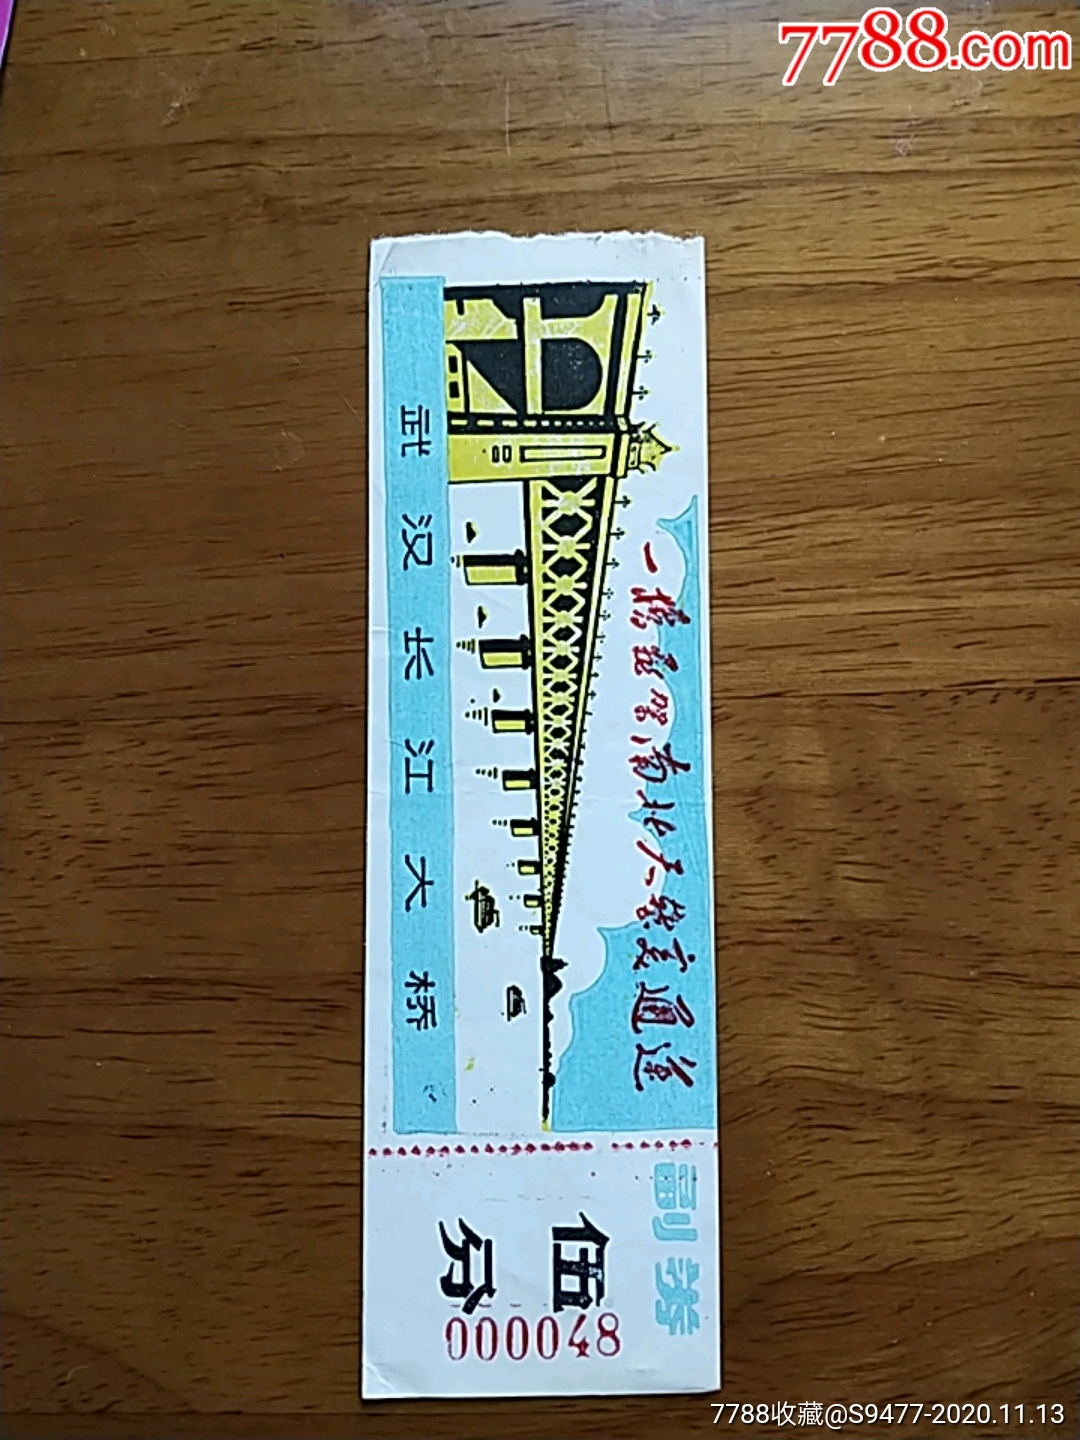 7788.com
一桥飞架南北天堑变通途
武汉长江大桥
副券
伍分
0000048
7788收藏@S9477-2020.11.13